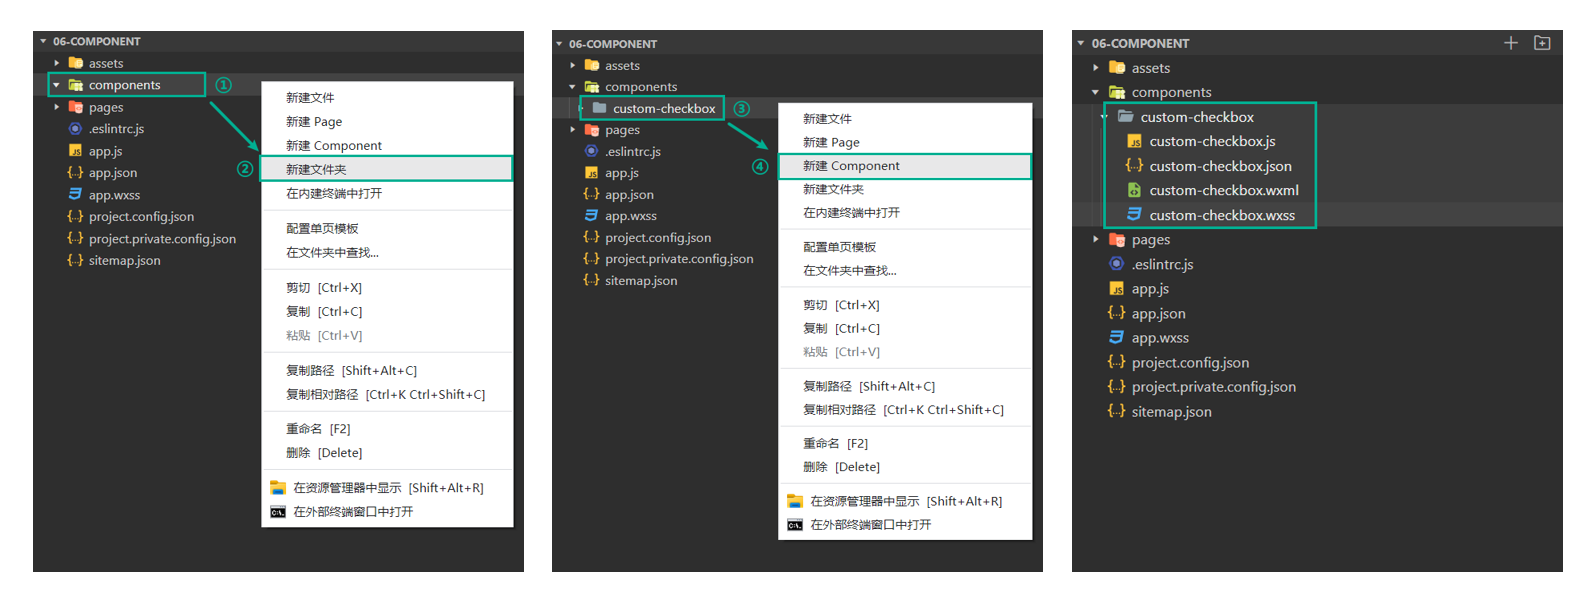 06-COMPONENT
assets
components
①
pages
.eslintrc.js
app.js
app.json
app.wxss
project.config.json
project.private.config.json
sitemap.json
新建文件
新建 Page
新建 Component
②
新建文件夹
在内建终端中打开
配置单页模板
在文件夹中查找...
剪切 [Ctrl+X]
复制 [Ctrl+C]
粘贴 [Ctrl+V]
复制路径 [Shift+Alt+C]
复制相对路径 [Ctrl+K Ctrl+Shift+C]
重命名 [F2]
删除 [Delete]
在资源管理器中显示 [Shift+Alt+R]
在外部终端窗口中打开
06-COMPONENT
assets
components
custom-checkbox
③
pages
.eslintrc.js
app.js
app.json
app.wxss
project.config.json
project.private.config.json
sitemap.json
新建文件
新建 Page
④
新建 Component
新建文件夹
在内建终端中打开
配置单页模板
在文件夹中查找...
剪切 [Ctrl+X]
复制 [Ctrl+C]
粘贴 [Ctrl+V]
复制路径 [Shift+Alt+C]
复制相对路径 [Ctrl+K Ctrl+Shift+C]
重命名 [F2]
删除 [Delete]
在资源管理器中显示 [Shift+Alt+R]
在外部终端窗口中打开
06-COMPONENT
assets
components
custom-checkbox
custom-checkbox.js
custom-checkbox.json
custom-checkbox.wxml
custom-checkbox.wxss
pages
.eslintrc.js
app.js
app.json
app.wxss
project.config.json
project.private.config.json
sitemap.json